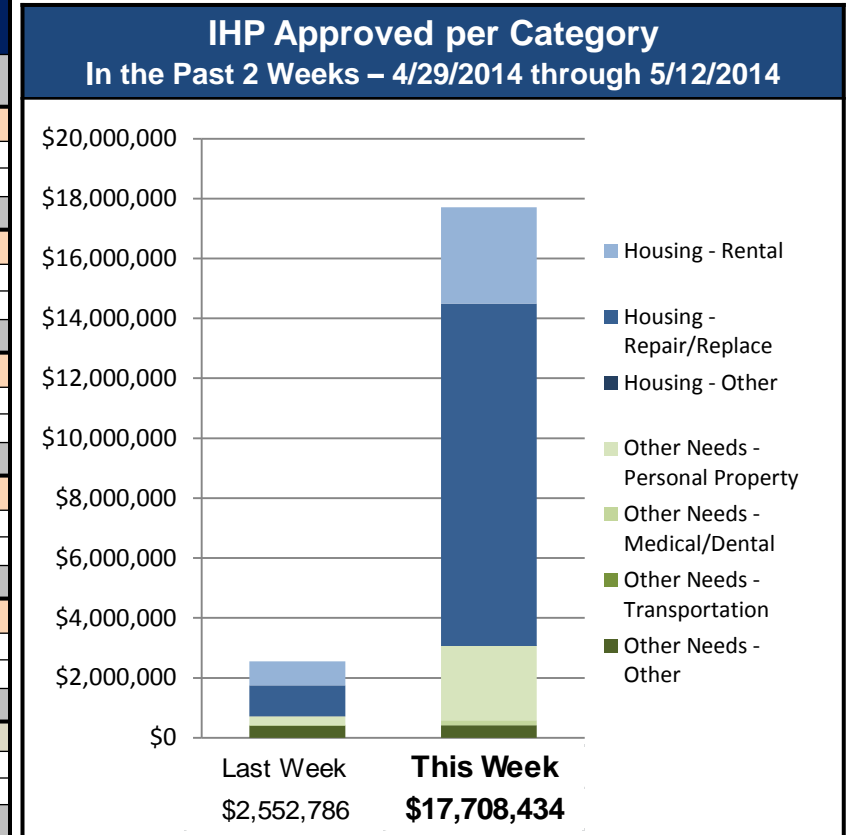 IHP Approved per Category
In the Past 2 Weeks – 4/29/2014 through 5/12/2014
$20,000,000
$18,000,000
$16,000,000
$14,000,000
$12,000,000
$10,000,000
$8,000,000
$6,000,000
$4,000,000
$2,000,000
$0
Last Week
This Week
$2,552,786
$17,708,434
Housing - Rental
Housing -
Repair/Replace
Housing - Other
Other Needs -
Personal Property
Other Needs -
Medical/Dental
Other Needs -
Transportation
Other Needs -
Other